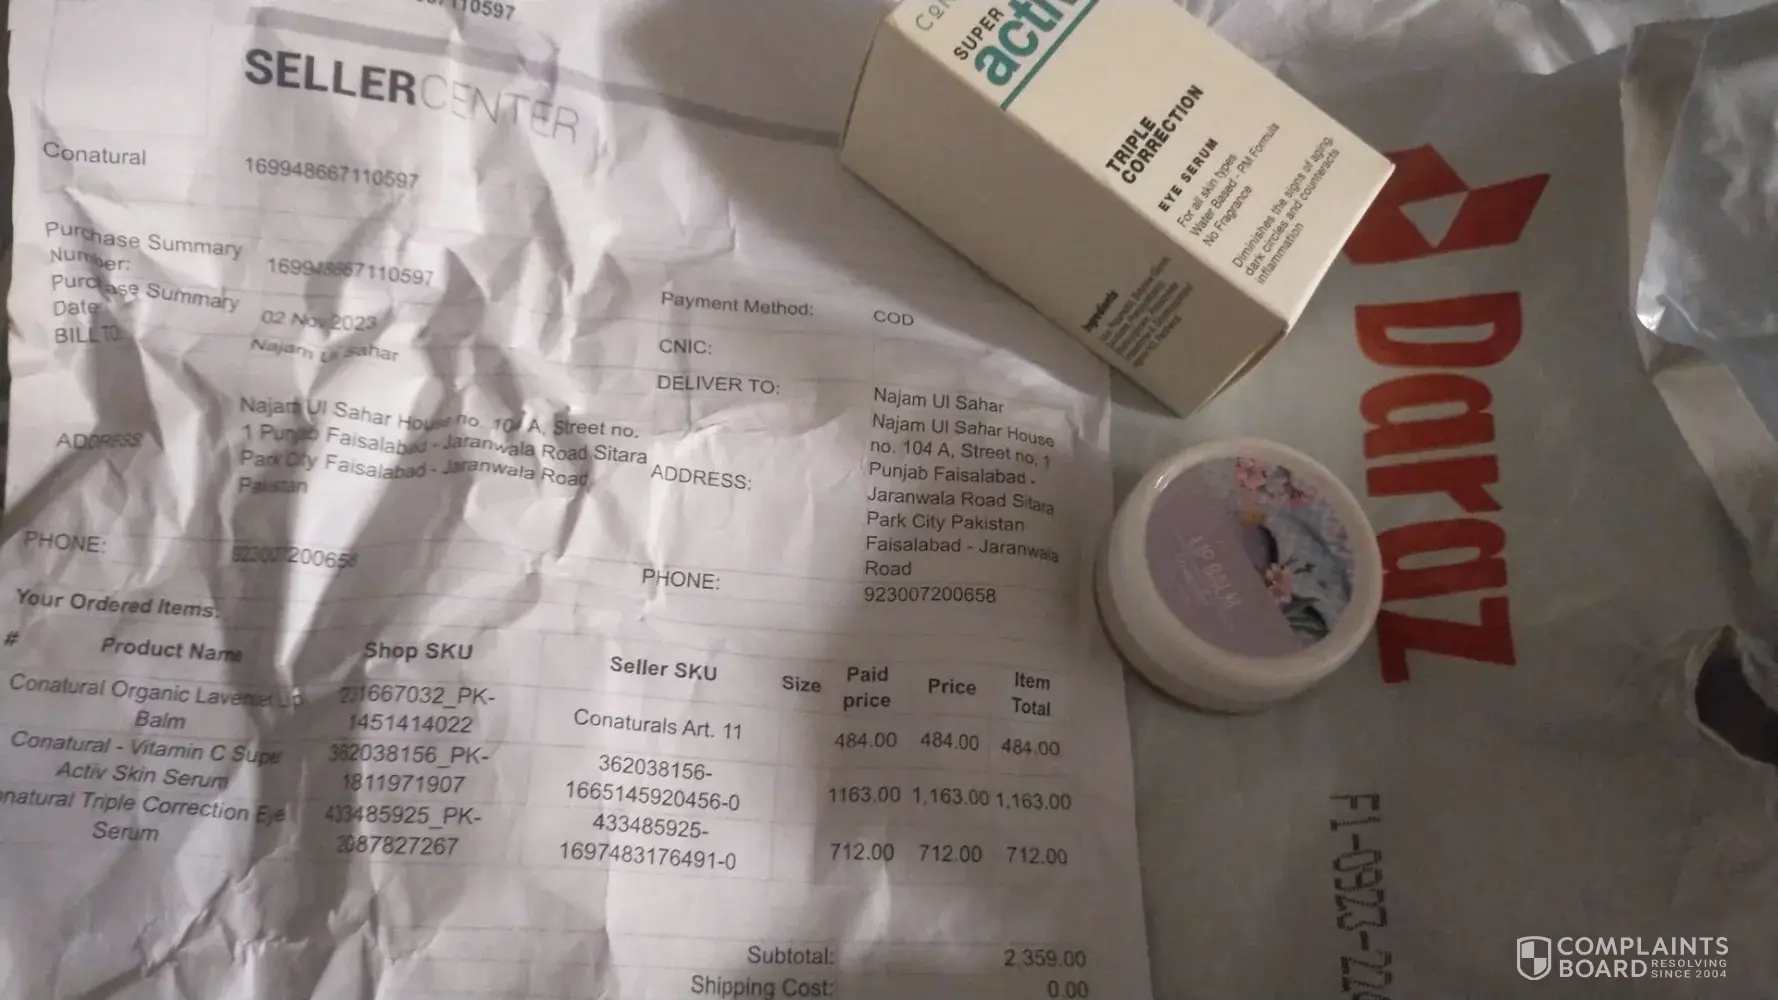 110597
SELLERCENTER
Conatural
169948667110597
Purchase Summary
Number:
169948667110597
Purchase Summary
Date:
02 Nov 2023
BILL TO:
Najam Ul Sahar
ADDRESS
Najam Ul Sahar House no. 104 A, Street no.
1 Punjab Faisalabad - Jaranwala Road Sitara
Park City Faisalabad - Jaranwala Road
Pakistan
PHONE:
923007200658
Payment Method:
COD
CNIC:
DELIVER TO:
Najam Ul Sahar
ADDRESS:
Najam Ul Sahar House
no. 104 A, Street no. 1
Punjab Faisalabad -
Jaranwala Road Sitara
Park City Pakistan
Faisalabad - Jaranwala
Road
PHONE:
923007200658
Your Ordered Items:
# Product Name Shop SKU Seller SKU Size Paid price Price Item Total
Conatural Organic Lavender Lip
Balm
231667032_PK-
1451414022
Conaturals Art. 11
484.00 484.00 484.00
Conatural - Vitamin C Supe
Activ Skin Serum
362038156_PK-
1811971907
362038156-
1665145920456-0
1163.00 1,163.00 1,163.00
onatural Triple Correction Eye
Serum
433485925_PK-
2087827267
433485925-
1697483176491-0
712.00 712.00 712.00
Subtotal: 2,359.00
Shipping Cost: 0.00
CON
SUPER
activ
TRIPLE
CORRECTION
EYE SERUM
For all skin types
Water Based - PM Formula
No Fragrance
Diminishes the signs of aging,
dark circles and counteracts
inflammation
Ingredients
LIP BALM
Daraz
F1-0923-22
COMPLAINTS
BOARD RESOLVING
SINCE 2004